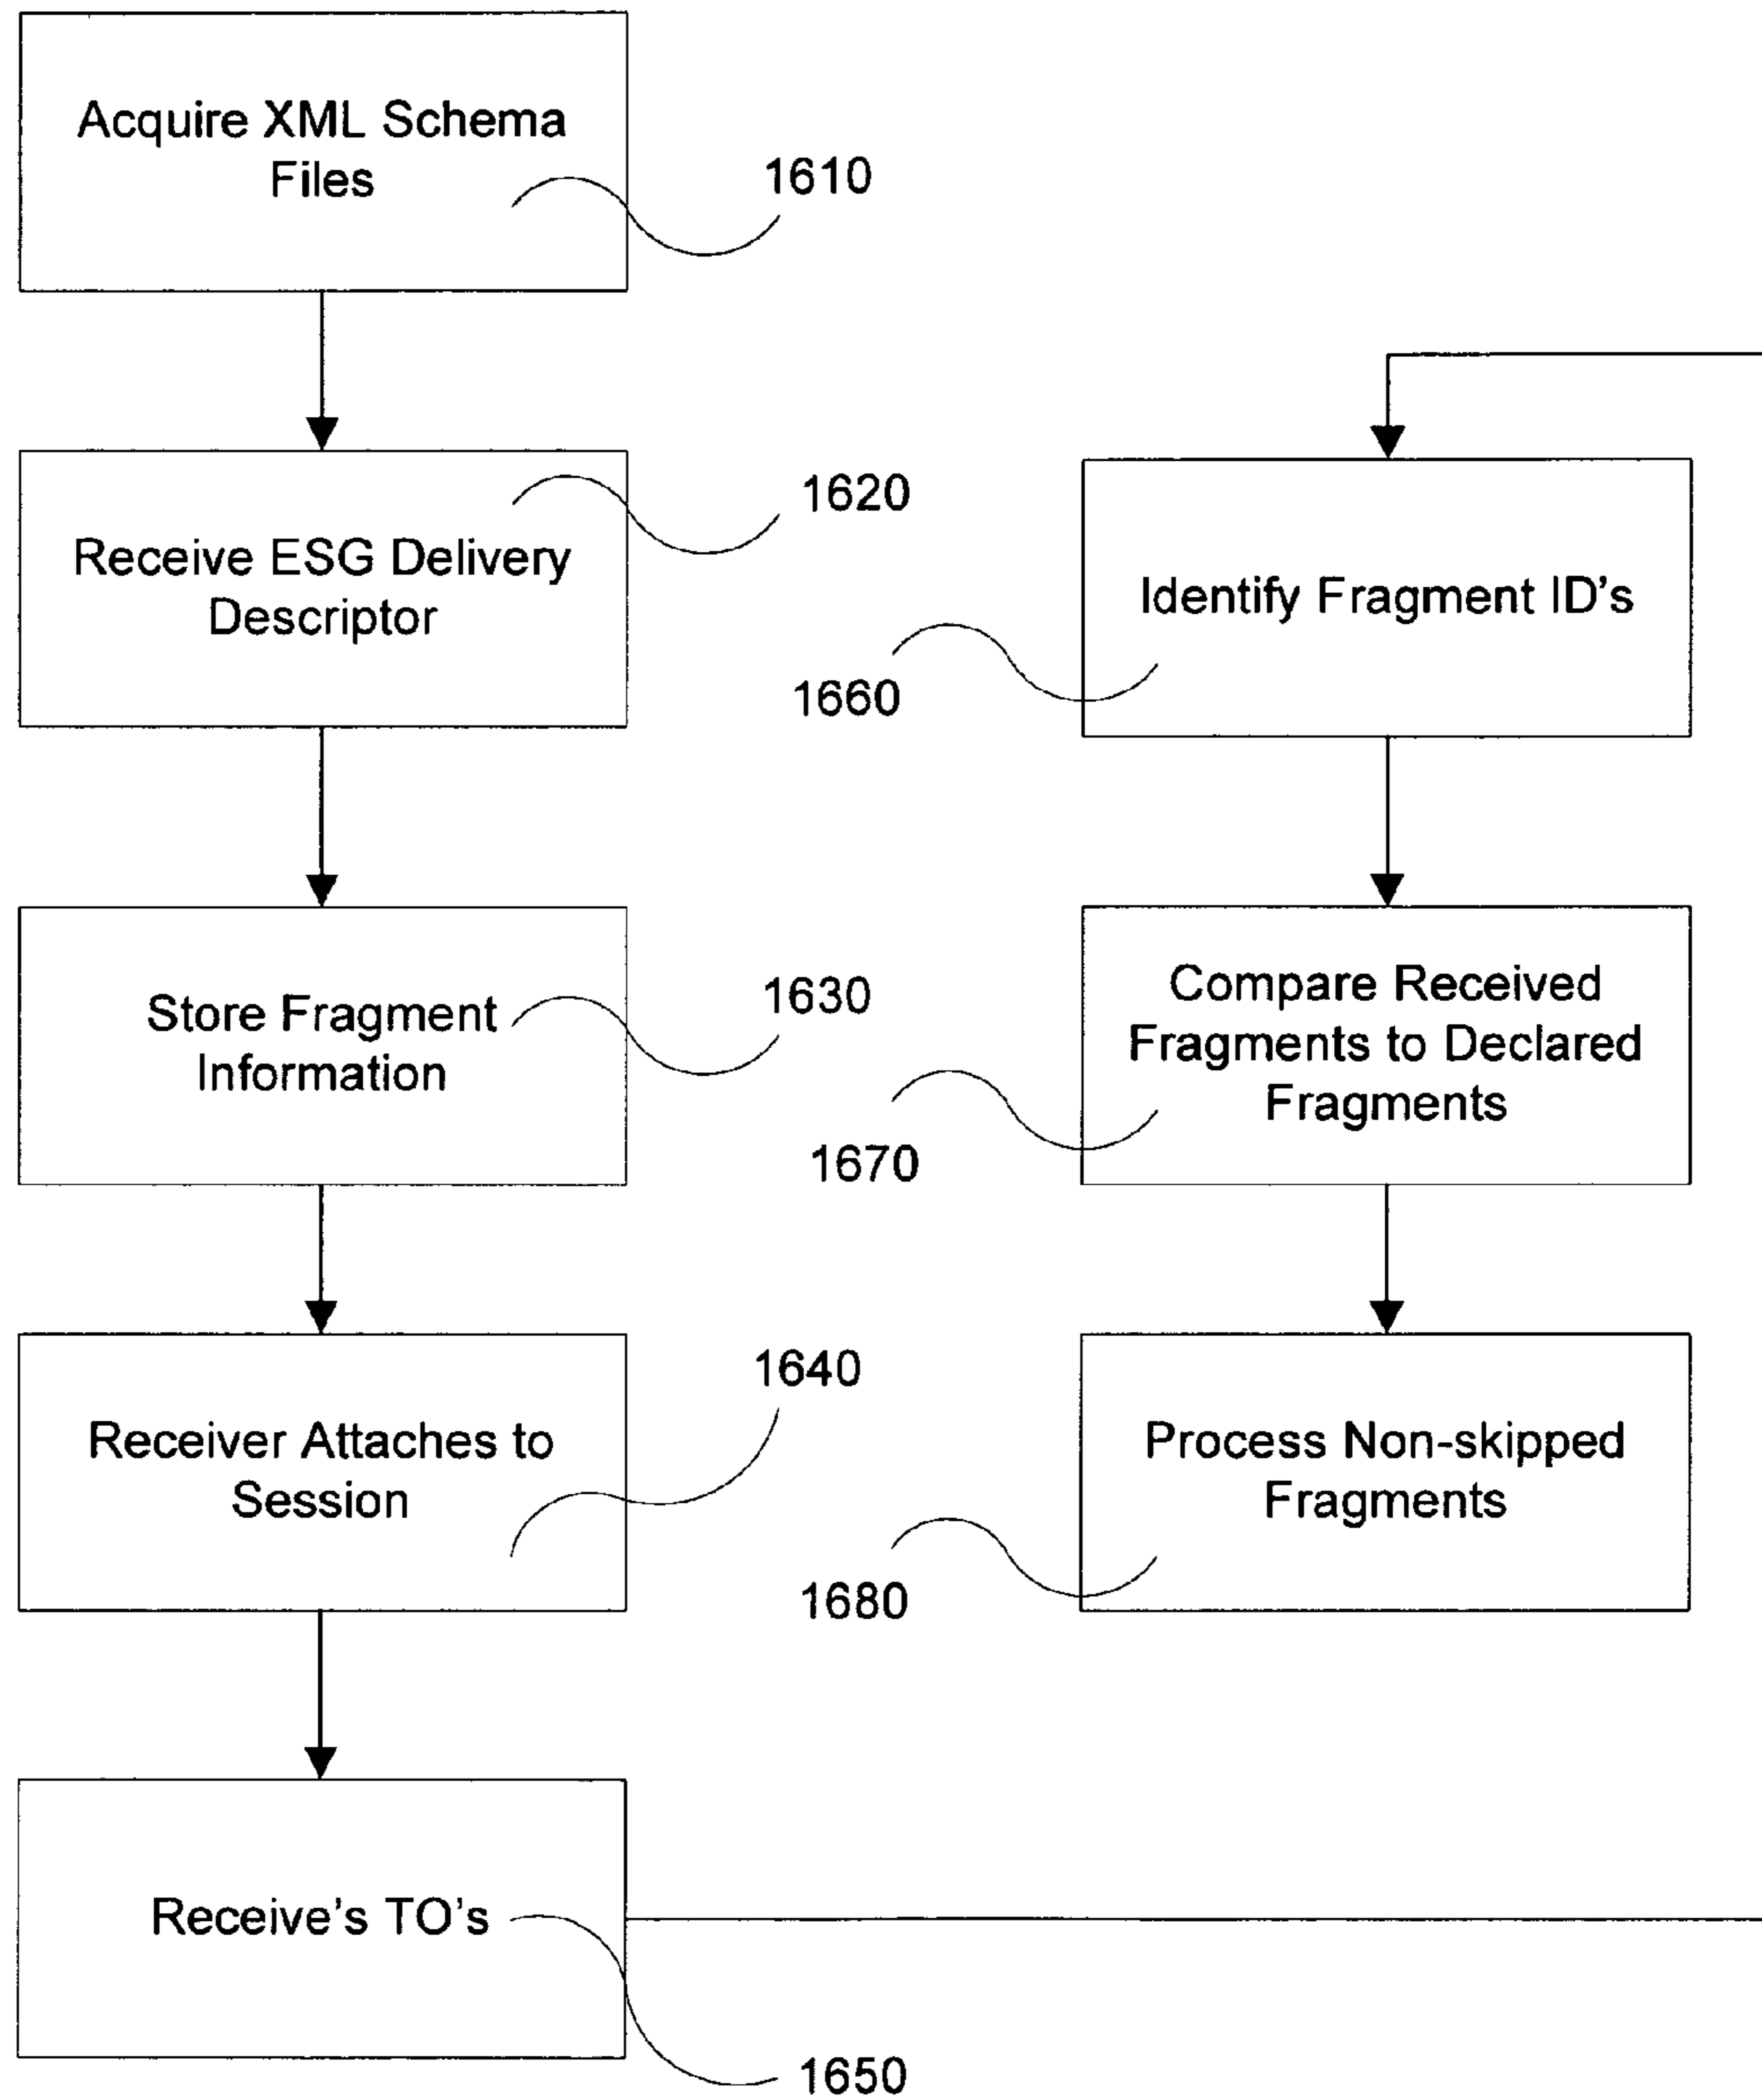 Acquire XML Schema
Files
1610
Receive ESG Delivery
Descriptor
1620
Store Fragment
Information
1630
Receiver Attaches to
Session
1640
Receive's TO's
1650
Identify Fragment ID's
1660
Compare Received
Fragments to Declared
Fragments
1670
Process Non-skipped
Fragments
1680